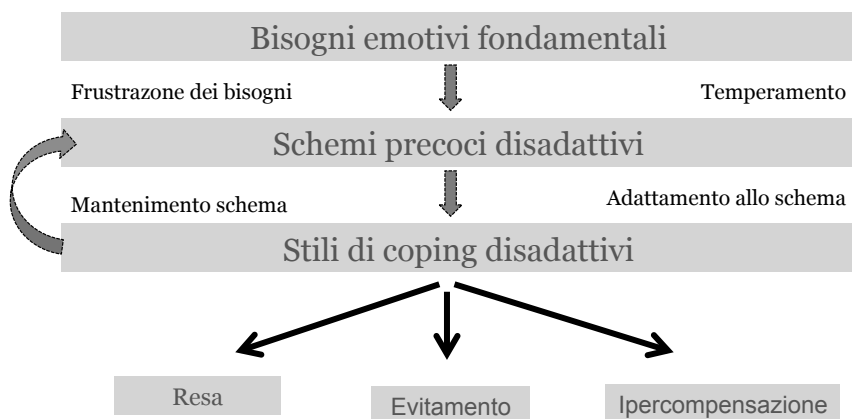 Bisogni emotivi fondamentali
Frustrazone dei bisogni
Temperamento
Schemi precoci disadattivi
Mantenimento schema
Adattamento allo schema
Stili di coping disadattivi
Resa
Evitamento
Ipercompensazione